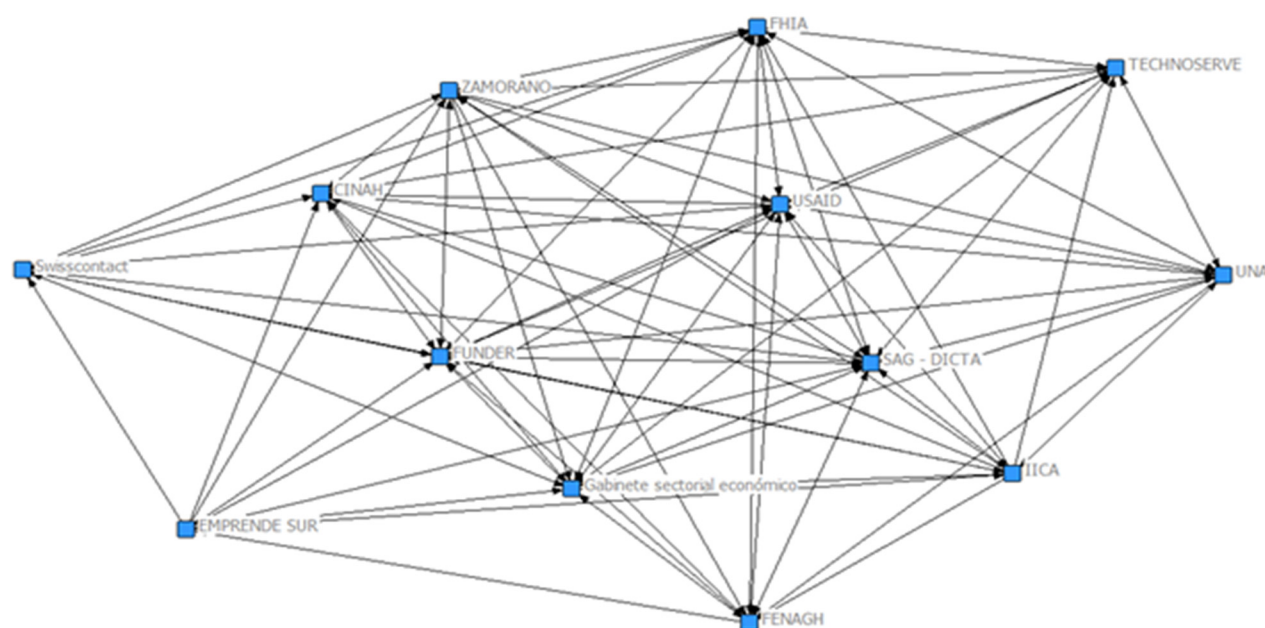 FHIA
TECHNOSERVE
ZAMORANO
CINAH
USAID
Swisscontact
UNA
FUNDER
SAG - DICTA
IICA
Gabinete sectorial económico
EMPRENDE SUR
FENAGH